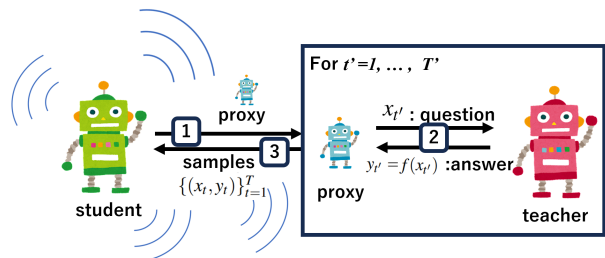 For t'=1, … , T'
proxy
1
samples
3
{(x_t, y_t)}_{t=1}^T
student
x_{t'} : question
2
y_{t'} = f(x_{t'}) :answer
proxy
teacher